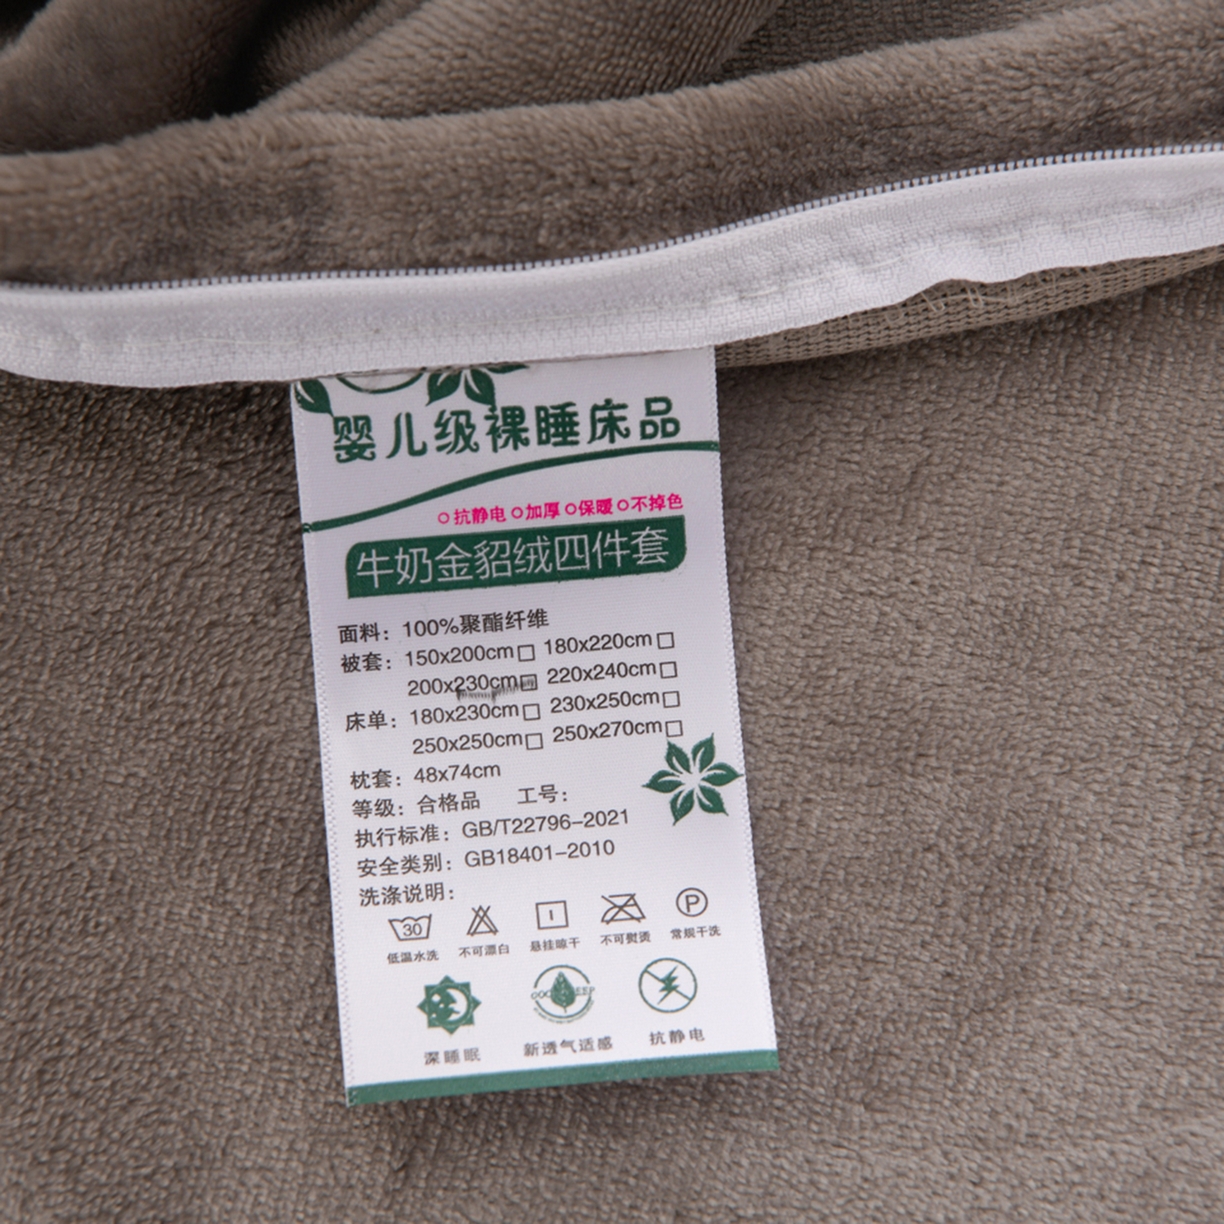 婴儿级裸睡床品
○抗静电○加厚○保暖○不掉色
牛奶金貂绒四件套
面料：100%聚酯纤维
被套：150x200cm□ 180x220cm□
200x230cm□ 220x240cm□
床单：180x230cm□ 230x250cm□
250x250cm□ 250x270cm□
枕套：48x74cm
等级：合格品 工号：
执行标准：GB/T22796-2021
安全类别：GB18401-2010
洗涤说明：
30 P
低温水洗 不可漂白 悬挂晾干 不可熨烫 常规干洗
深睡眠 新透气适感 抗静电